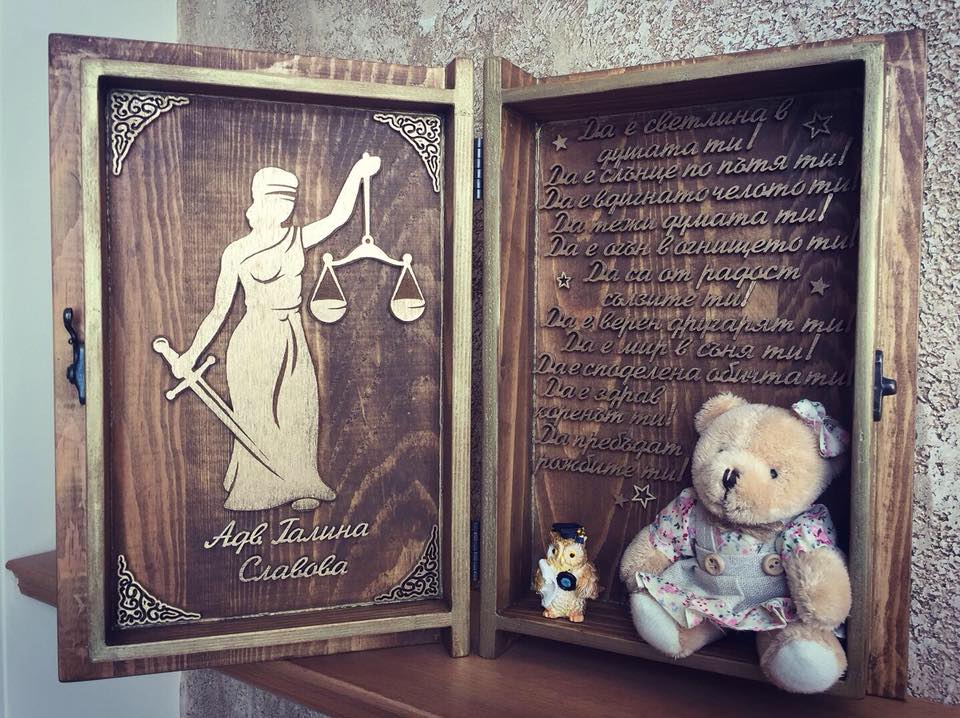 Адв Галина
Славова
Да е светлина в
душата ти!
Да е слънце по пътя ти!
Да е вдигнато челото ти!
Да тежи думата ти!
Да е огън в огнището ти!
Да са от радост
сълзите ти!
Да е верен другарят ти!
Да е мир в съня ти!
Да е споделена обичта ти!
Да е здрав
коренът ти!
Да пребъдат
рожбите ти!